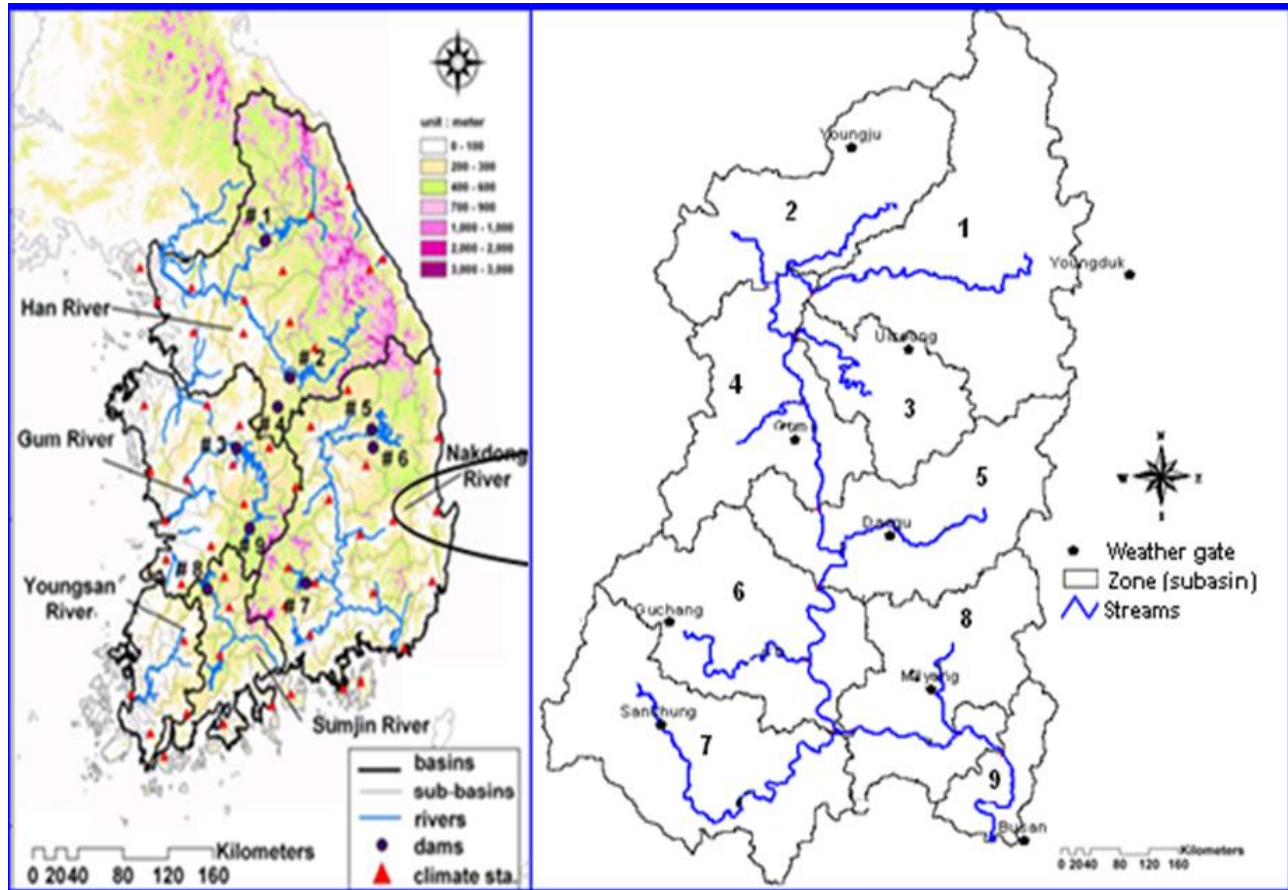 unit : meter
0 - 100
200 - 300
400 - 600
700 - 900
1,000 - 1,000
2,000 - 2,000
3,000 - 3,000
# 1
Han River
# 2
# 4
# 5
Gum River
# 3
# 6
Nakdong
River
# 9
# 8
Youngsan
River
# 7
Sumjin River
basins
sub-basins
rivers
dams
climate sta.
Kilometers
0 20 40 80 120 160
Youngju
2
1
Youngduk
4
3
5
Daegu
6
Guchang
8
Milyang
Sanchung
7
9
Busan
N
W
E
Weather gate
Zone (subasin)
Streams
Kilometers
0 20 40 80 120 160